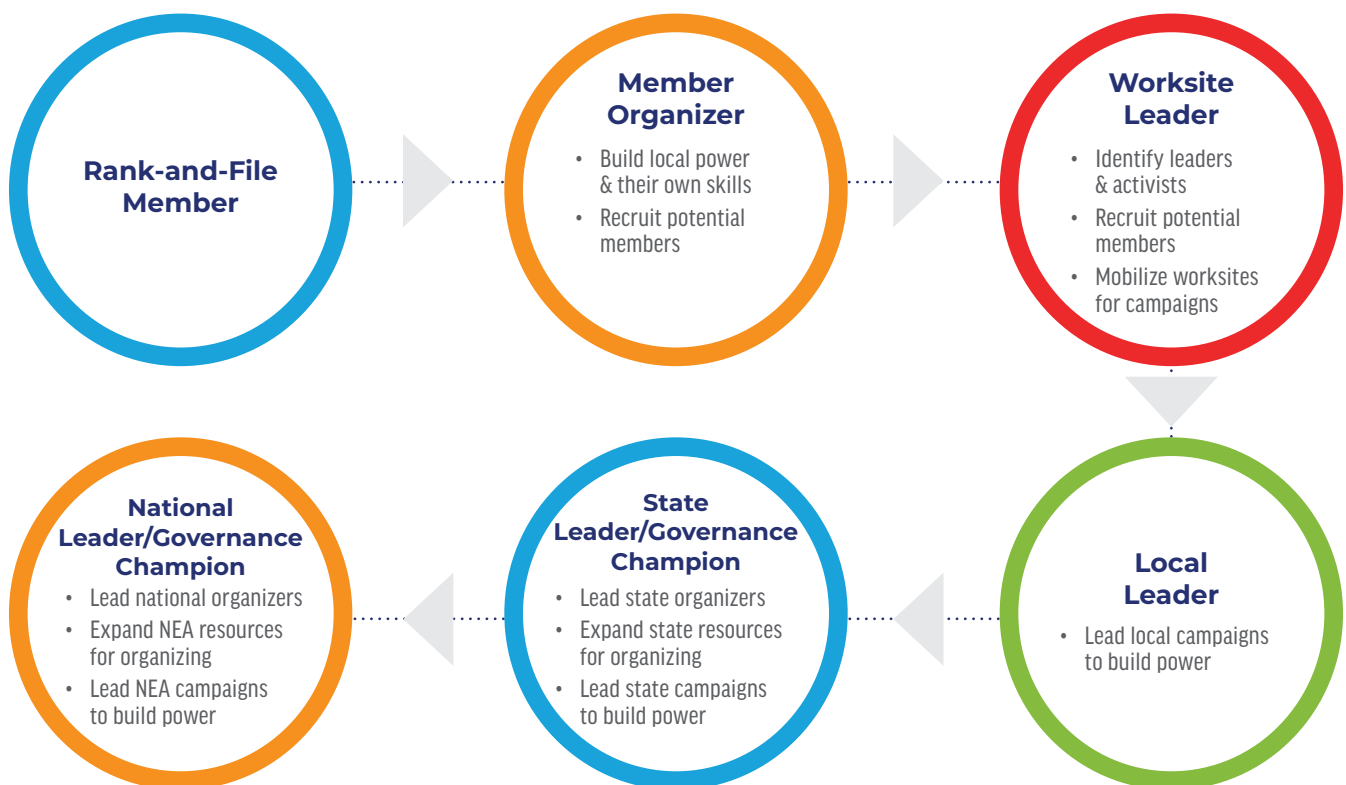 Rank-and-File
Member
Member
Organizer
• Build local power
& their own skills
• Recruit potential
members
Worksite
Leader
• Identify leaders
& activists
• Recruit potential
members
• Mobilize worksites
for campaigns
Local
Leader
• Lead local campaigns
to build power
State
Leader/Governance
Champion
• Lead state organizers
• Expand state resources
for organizing
• Lead state campaigns
to build power
National
Leader/Governance
Champion
• Lead national organizers
• Expand NEA resources
for organizing
• Lead NEA campaigns
to build power